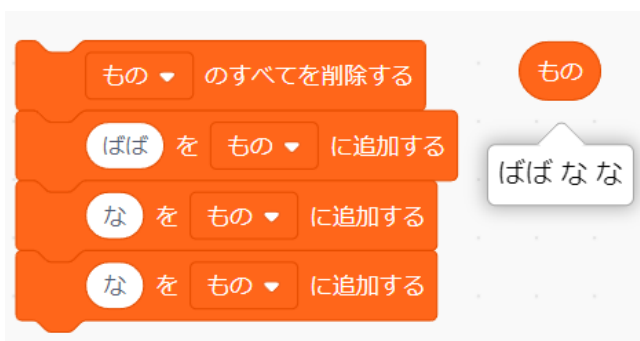 もの のすべてを削除する
もの
ばば を もの に追加する
ばば な な
な を もの に追加する
な を もの に追加する